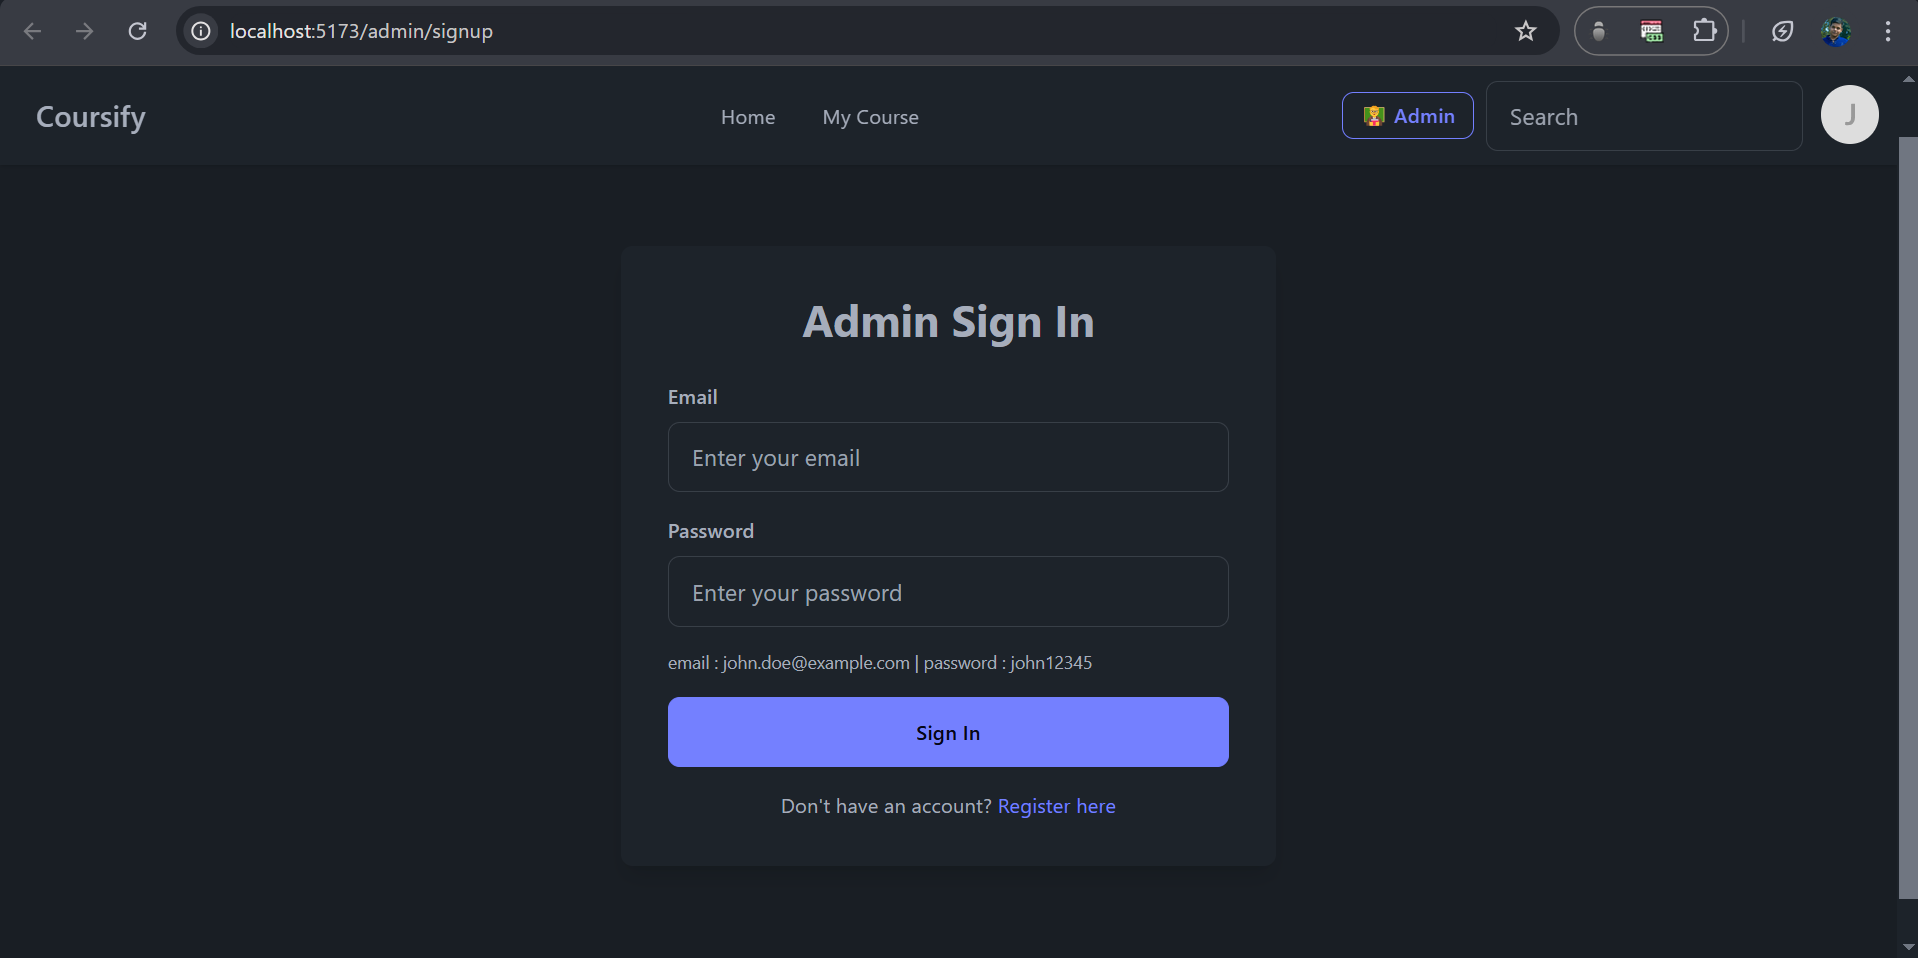 localhost:5173/admin/signup
Coursify
Home
My Course
Admin
Search
J
Admin Sign In
Email
Enter your email
Password
Enter your password
email : john.doe@example.com | password : john12345
Sign In
Don't have an account? Register here